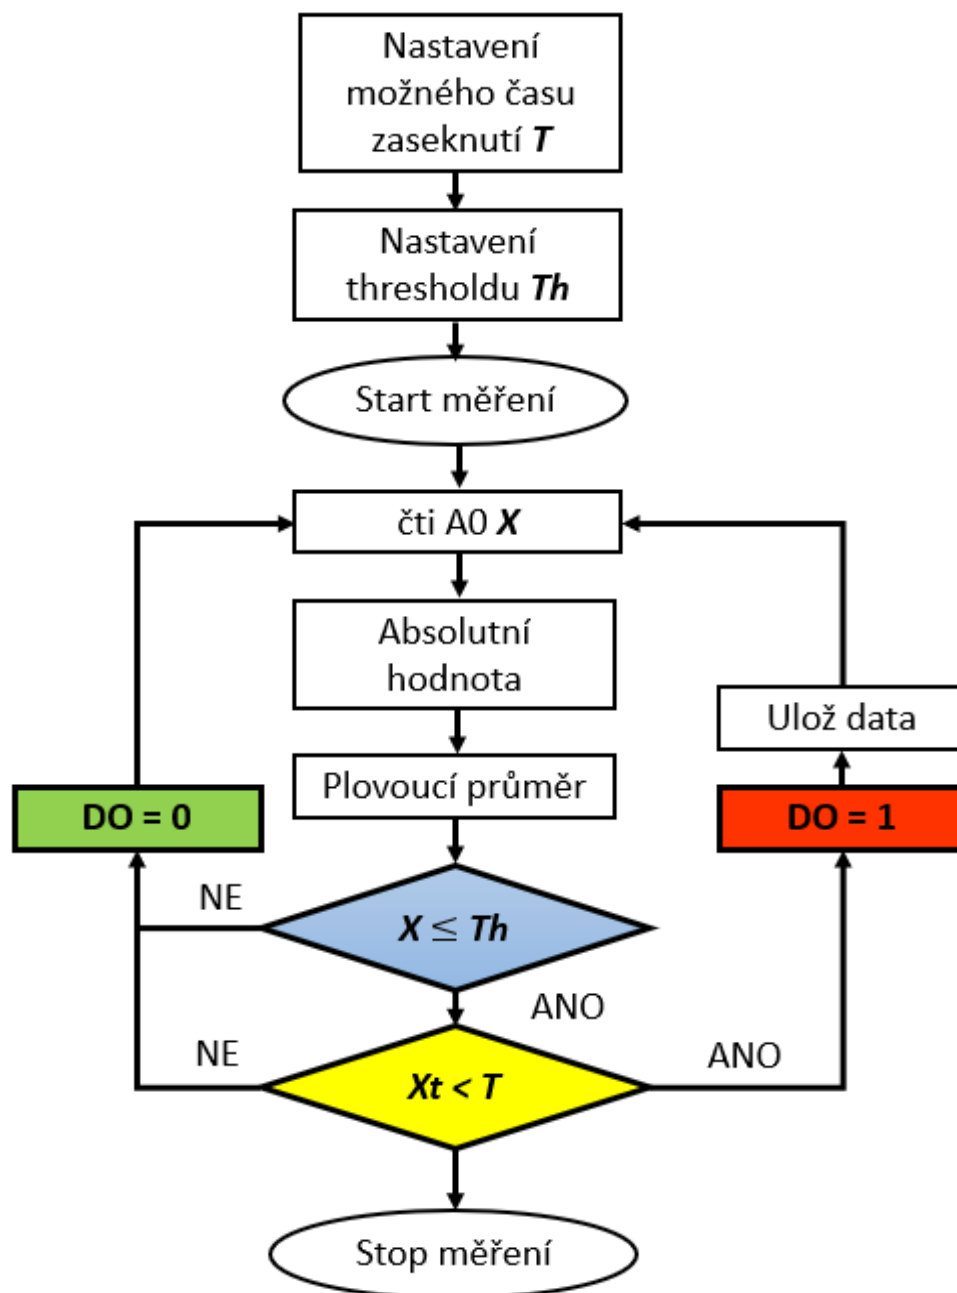 Nastavení
možného času
zaseknutí T
Nastavení
thresholdu Th
Start měření
čti A0 X
Absolutní
hodnota
Ulož data
Plovoucí průměr
DO = 0
DO = 1
NE
X ≤ Th
ANO
NE
ANO
Xt < T
Stop měření